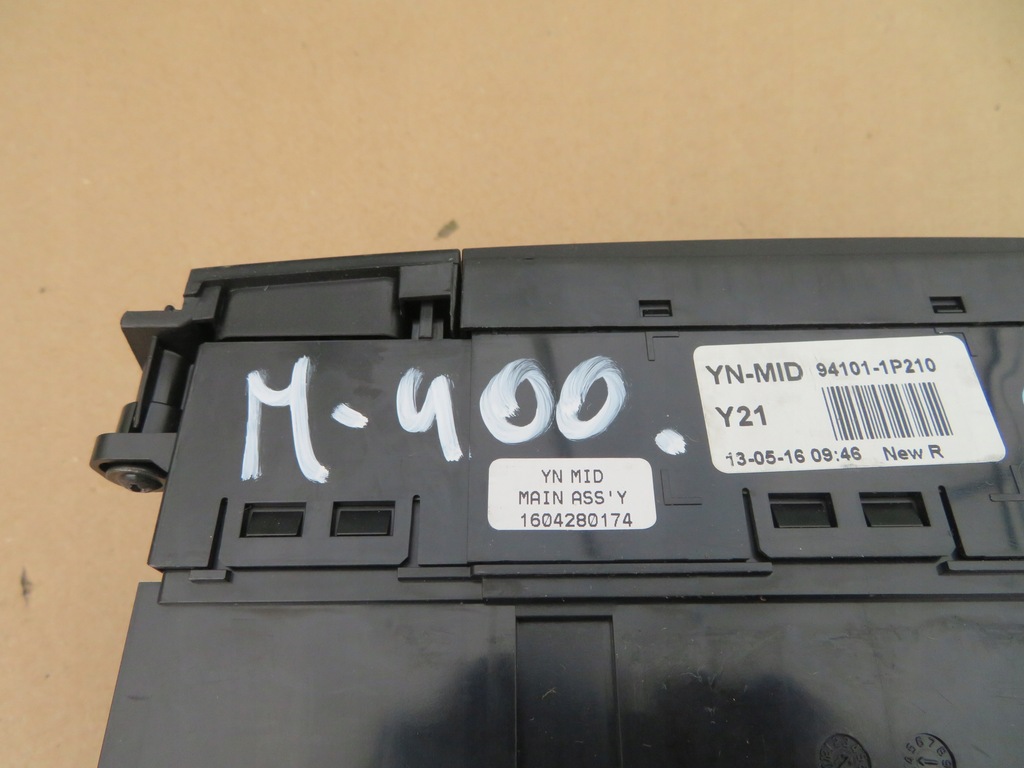 M-400.
YN-MID 94101-1P210
Y21
13-05-16 09:46 New R
YN MID
MAIN ASS'Y
1604280174